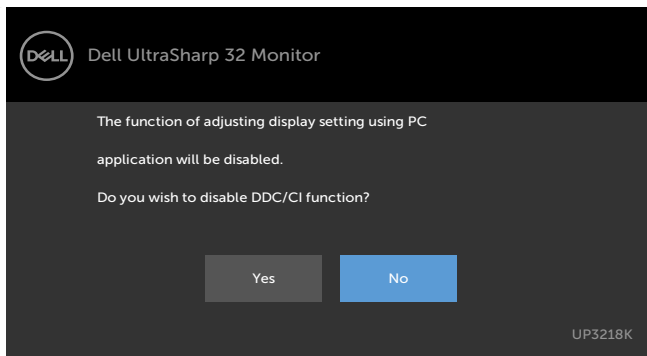 DELL
Dell UltraSharp 32 Monitor
The function of adjusting display setting using PC
application will be disabled.
Do you wish to disable DDC/CI function?
Yes
No
UP3218K